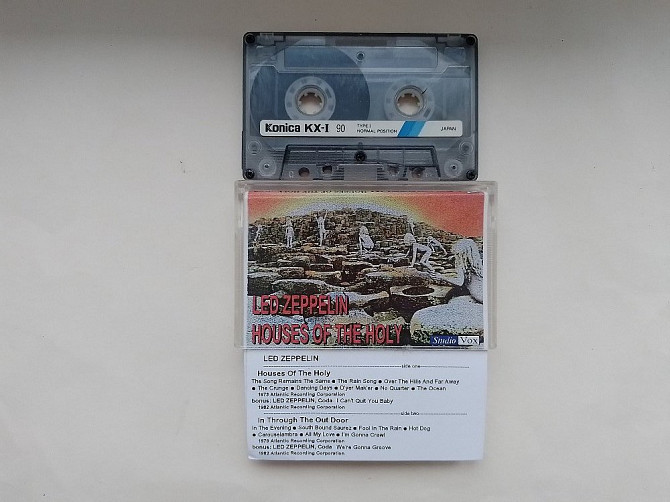 Konica KX-I 90 TYPE I NORMAL POSITION JAPAN
LED ZEPPELIN
HOUSES OF THE HOLY
Studio Vox
LED ZEPPELIN
side one
Houses Of The Holy
The Song Remains The Same ● The Rain Song ● Over The Hills And Far Away
● The Crunge ● Dancing Days ● D'yer Mak'er ● No Quarter ● The Ocean
1973 Atlantic Recording Corporation
bonus: LED ZEPPELIN, Coda: I Can't Quit You Baby
1982 Atlantic Recording Corporation
side two
In Through The Out Door
In The Evening ● South Bound Saurez ● Fool In The Rain ● Hot Dog
● Carouselambra ● All My Love ● I'm Gonna Crawl
1979 Atlantic Recording Corporation
bonus: LED ZEPPELIN, Coda: We're Gonna Groove
1982 Atlantic Recording Corporation